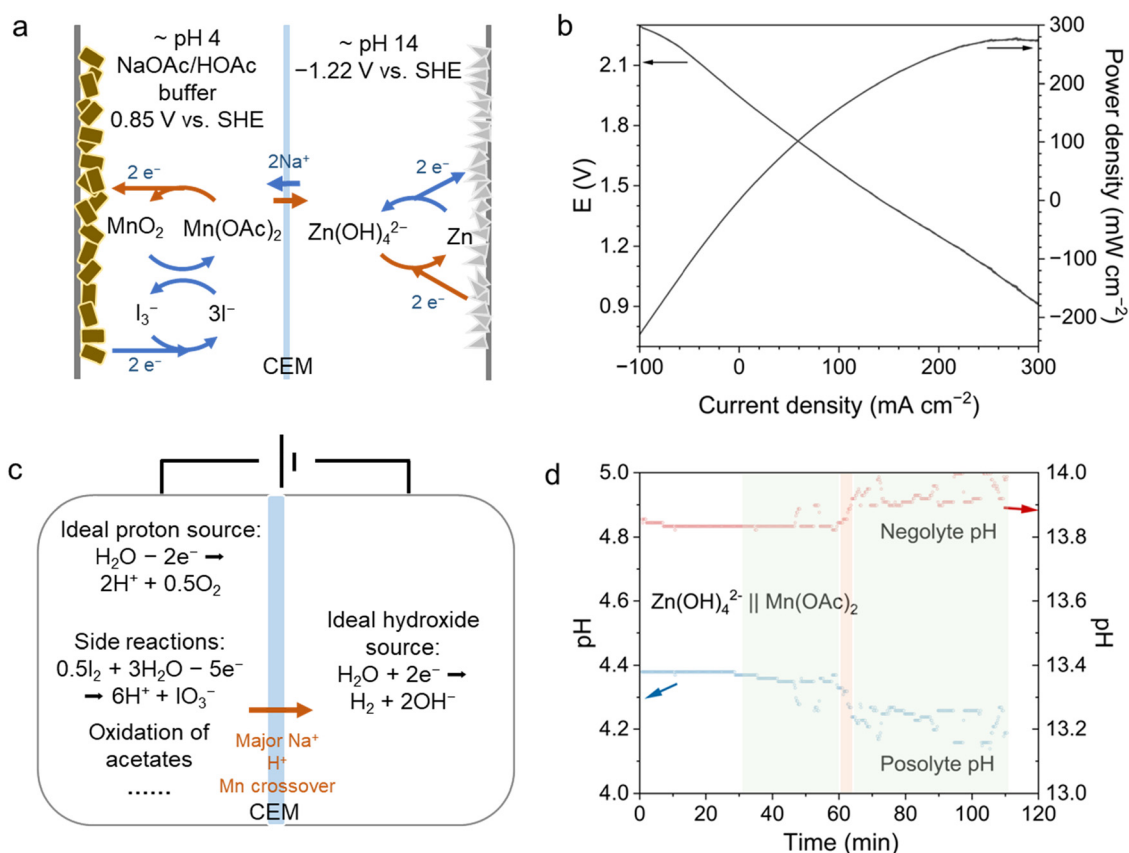 a
~ pH 4
NaOAc/HOAc
buffer
0.85 V vs. SHE
~ pH 14
−1.22 V vs. SHE
2 e⁻
2Na⁺
2 e⁻
MnO₂
Mn(OAc)₂
Zn(OH)₄²⁻
Zn
I₃⁻
3I⁻
2 e⁻
2 e⁻
CEM
b
2.1
1.8
1.5
1.2
0.9
E (V)
300
200
100
0
−100
−200
Power density (mW cm⁻²)
−100
0
100
200
300
Current density (mA cm⁻²)
c
Ideal proton source:
H₂O − 2e⁻ ➞
2H⁺ + 0.5O₂
Side reactions:
0.5I₂ + 3H₂O − 5e⁻
➞ 6H⁺ + IO₃⁻
Oxidation of
acetates
......
Ideal hydroxide
source:
H₂O + 2e⁻ ➞
H₂ + 2OH⁻
Major Na⁺
H⁺
Mn crossover
CEM
d
5.0
4.8
4.6
4.4
4.2
4.0
pH
14.0
13.8
13.6
13.4
13.2
13.0
pH
Negolyte pH
Zn(OH)₄²⁻ || Mn(OAc)₂
Posolyte pH
0
20
40
60
80
100
120
Time (min)